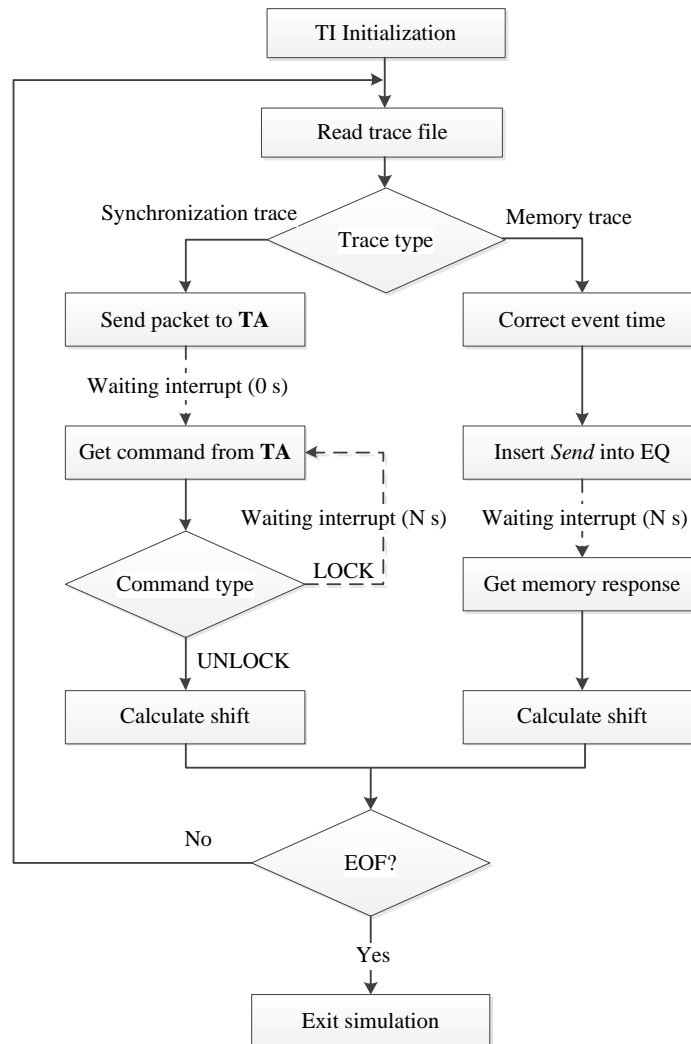 TI Initialization
Read trace file
Synchronization trace
Memory trace
Trace type
Send packet to TA
Correct event time
Waiting interrupt (0 s)
Get command from TA
Insert Send into EQ
Waiting interrupt (N s)
Waiting interrupt (N s)
Command type
LOCK
Get memory response
UNLOCK
Calculate shift
Calculate shift
No
EOF?
Yes
Exit simulation